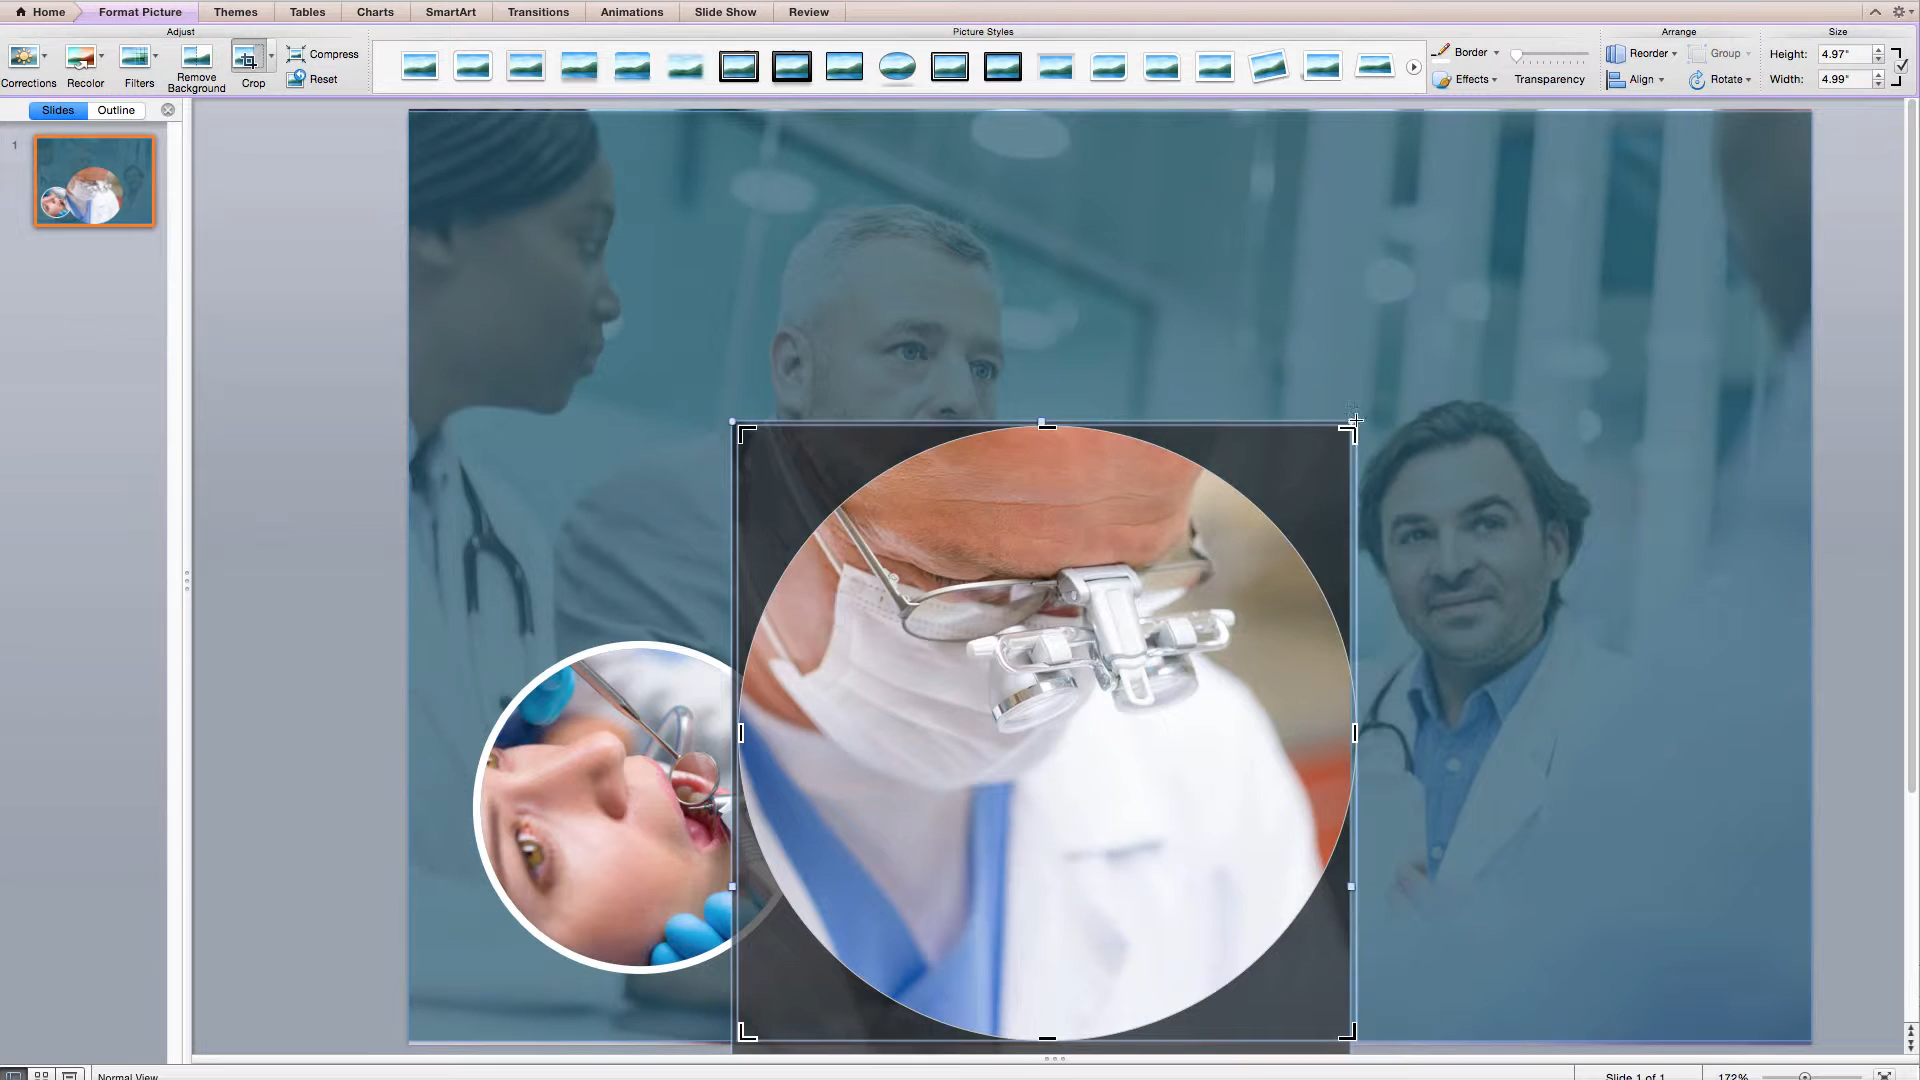 Home Format Picture Themes Tables Charts SmartArt Transitions Animations Slide Show Review
Adjust Picture Styles Arrange Size
Corrections Recolor Filters Remove Background Crop
Compress
Reset
Border
Effects
Transparency
Reorder Group
Align Rotate
Height: 4.97"
Width: 4.99"
Slides Outline
1
Normal View Slide 1 of 1 172%